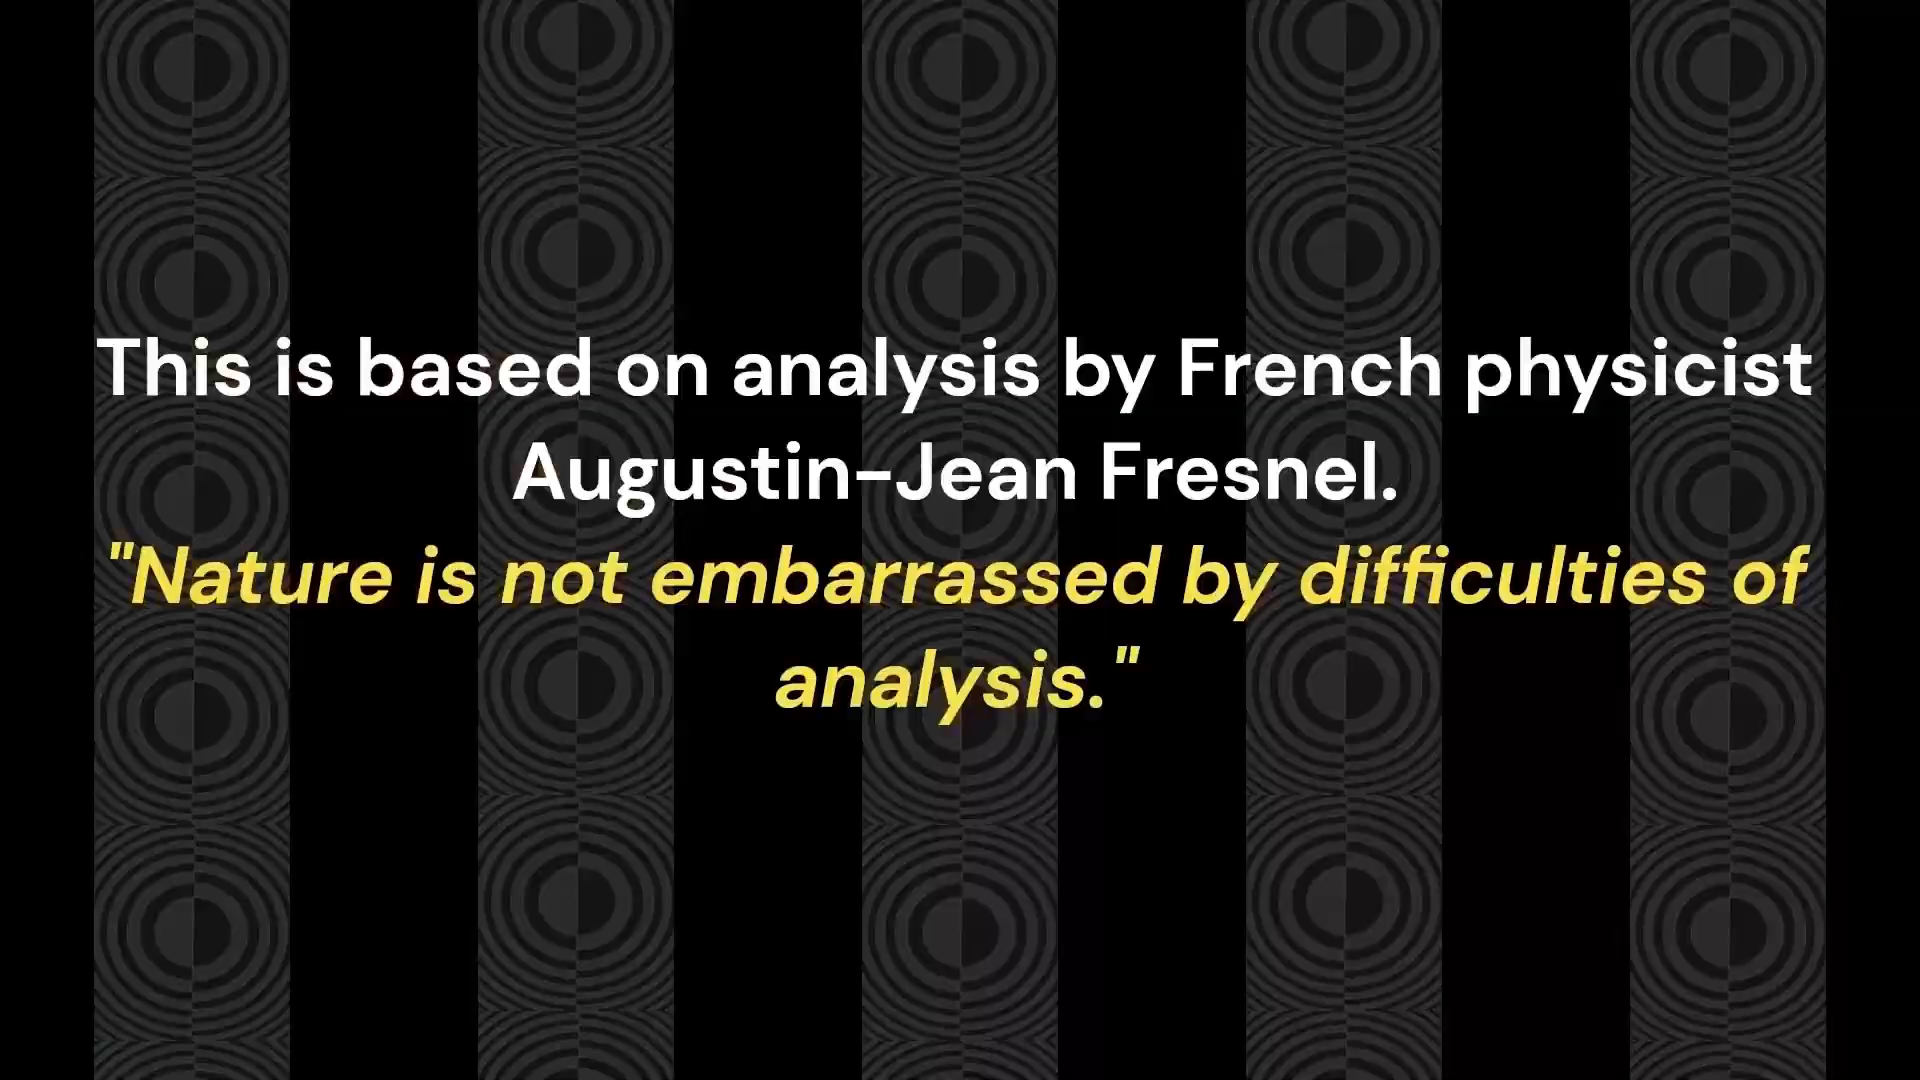 This is based on analysis by French physicist
Augustin-Jean Fresnel.
"Nature is not embarrassed by difficulties of
analysis."